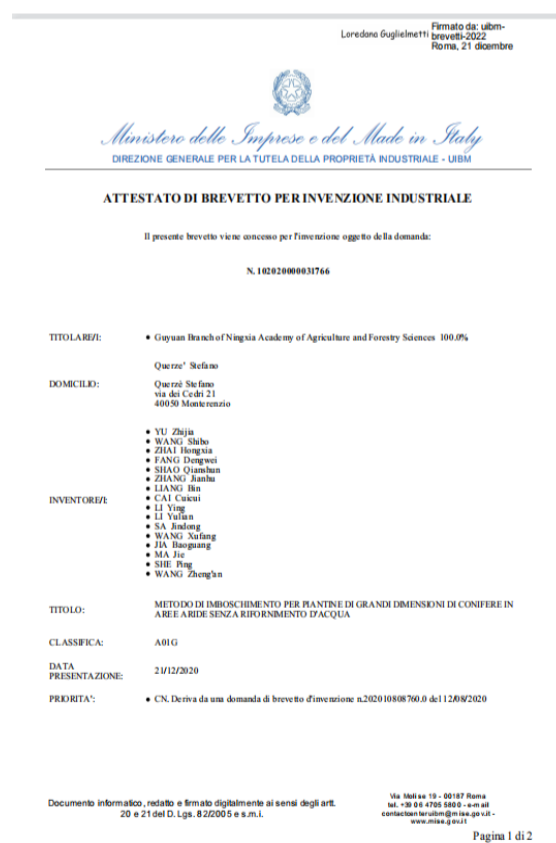 Loredana Guglielmetti
Firmato da: uibm-
brevetti-2022
Roma, 21 dicembre
Ministero delle Imprese e del Made in Italy
DIREZIONE GENERALE PER LA TUTELA DELLA PROPRIETÀ INDUSTRIALE - UIBM
ATTESTATO DI BREVETTO PER INVENZIONE INDUSTRIALE
Il presente brevetto viene concesso per l'invenzione oggetto della domanda:
N. 102020000031766
TITOLARE/I:
• Guyuan Branch of Ningxia Academy of Agriculture and Forestry Sciences 100.0%
Querze' Stefano
DOMICILIO:
Querzè Stefano
via dei Cedri 21
40050 Monterenzio
INVENTORE/I:
• YU Zhijia
• WANG Shibo
• ZHAI Hongxia
• FANG Dengwei
• SHAO Qianshun
• ZHANG Jianhu
• LIANG Bin
• CAI Cuicui
• LI Ying
• LI Yulian
• SA Jindong
• WANG Xufang
• JIA Baoguang
• MA Jie
• SHE Ping
• WANG Zheng'an
TITOLO:
METODO DI IMBOSCHIMENTO PER PIANTINE DI GRANDI DIMENSIONI DI CONIFERE IN
AREE ARIDE SENZA RIFORNIMENTO D'ACQUA
CLASSIFICA:
A01G
DATA
PRESENTAZIONE:
21/12/2020
PRIORITA':
• CN. Deriva da una domanda di brevetto d'invenzione n.202010808760.0 del 12/08/2020
Documento informatico, redatto e firmato digitalmente ai sensi degli artt.
20 e 21 del D. Lgs. 82/2005 e s.m.i.
Via Molise 19 - 00187 Roma
tel. +39 06 4705 5800 - e-mail
contactcenteruibm@mise.gov.it -
www.mise.gov.it
Pagina 1 di 2